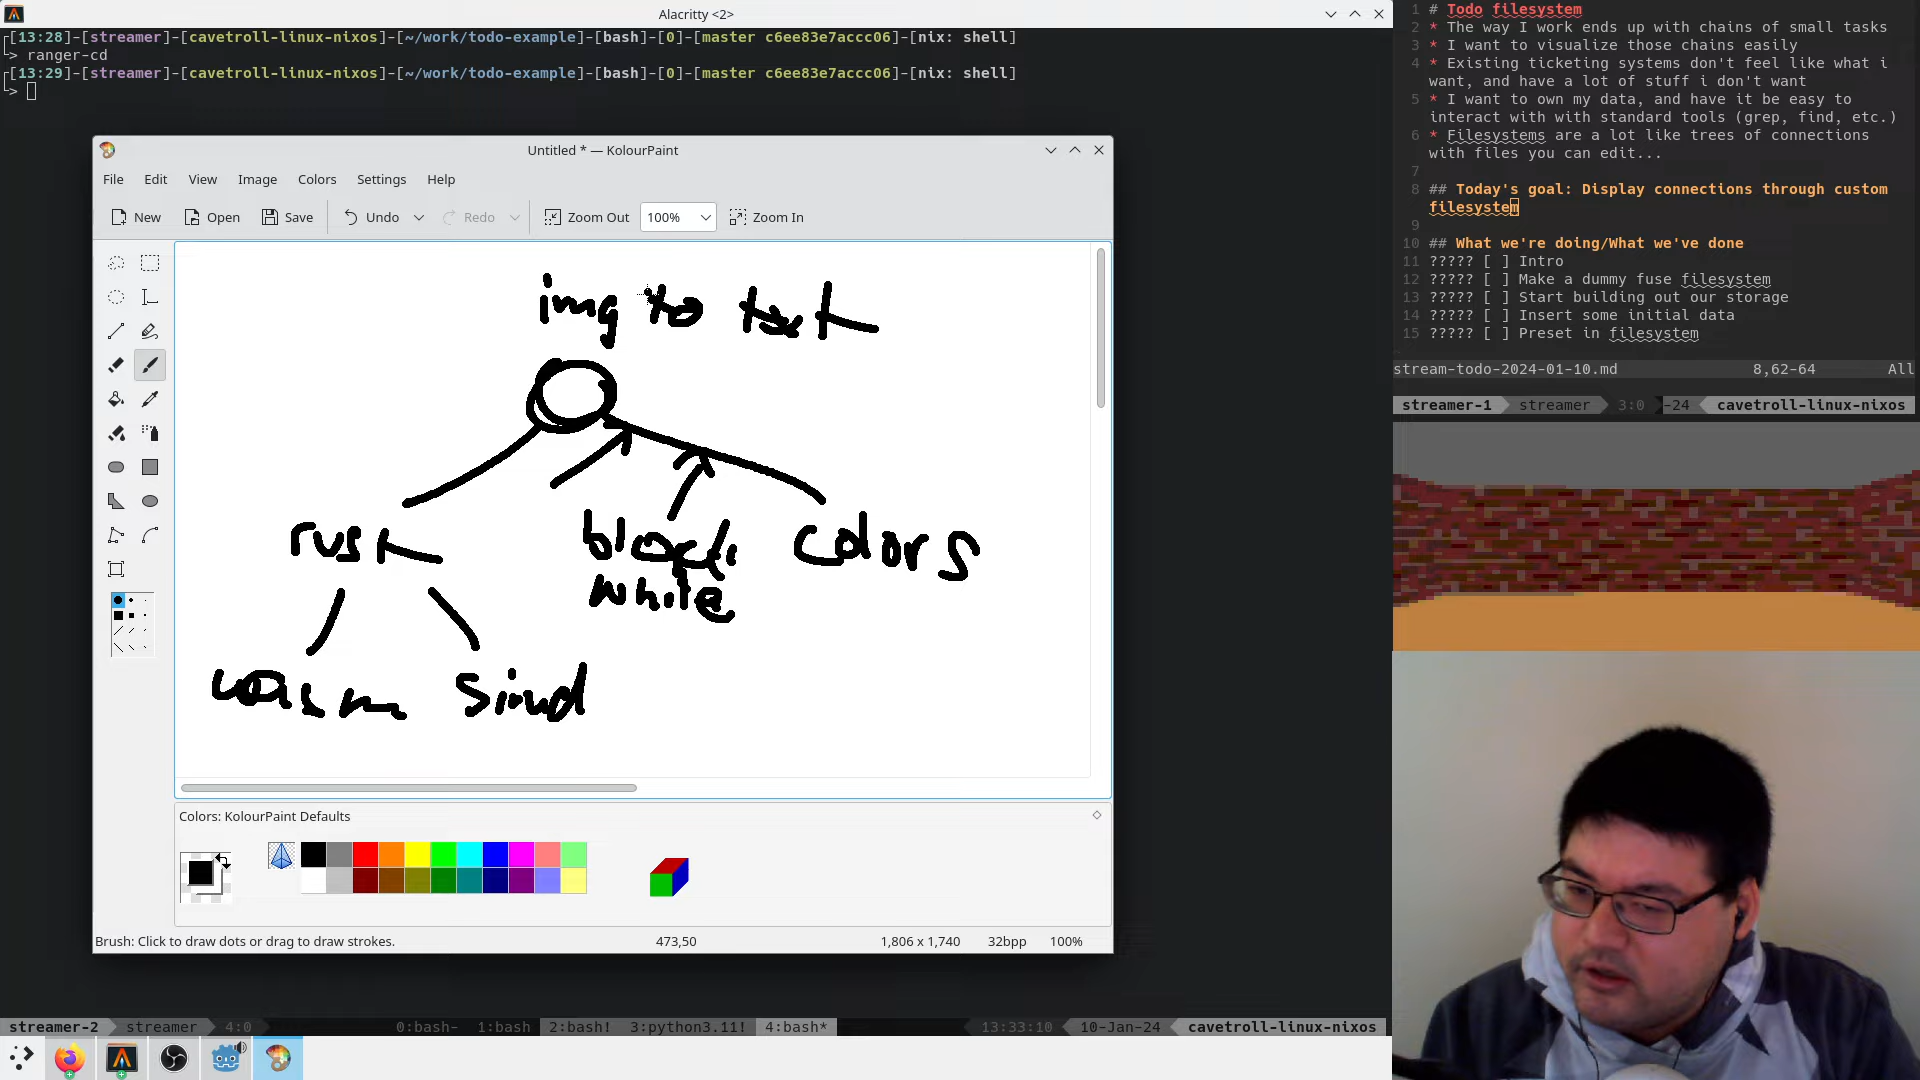 Alacritty <2>
┌[13:28]-[streamer]-[cavetroll-linux-nixos]-[~/work/todo-example]-[bash]-[0]-[master c6ee83e7accc06]-[nix: shell]
└> ranger-cd
┌[13:29]-[streamer]-[cavetroll-linux-nixos]-[~/work/todo-example]-[bash]-[0]-[master c6ee83e7accc06]-[nix: shell]
└>
Untitled * — KolourPaint
File Edit View Image Colors Settings Help
New Open Save Undo Redo Zoom Out 100% Zoom In
img to text
rust black white colors
wasm simd
Colors: KolourPaint Defaults
Brush: Click to draw dots or drag to draw strokes. 473,50 1,806 x 1,740 32bpp 100%
streamer-2 streamer 4:0 0:bash- 1:bash 2:bash! 3:python3.11! 4:bash* 13:33:10 10-Jan-24 cavetroll-linux-nixos
1 # Todo filesystem
2 * The way I work ends up with chains of small tasks
3 * I want to visualize those chains easily
4 * Existing ticketing systems don't feel like what i
want, and have a lot of stuff i don't want
5 * I want to own my data, and have it be easy to
interact with with standard tools (grep, find, etc.)
6 * Filesystems are a lot like trees of connections
with files you can edit...
7
8 ## Today's goal: Display connections through custom
filesystem
9
10 ## What we're doing/What we've done
11 ????? [ ] Intro
12 ????? [ ] Make a dummy fuse filesystem
13 ????? [ ] Start building out our storage
14 ????? [ ] Insert some initial data
15 ????? [ ] Preset in filesystem
stream-todo-2024-01-10.md 8,62-64 All
streamer-1 streamer 3:0 -24 cavetroll-linux-nixos